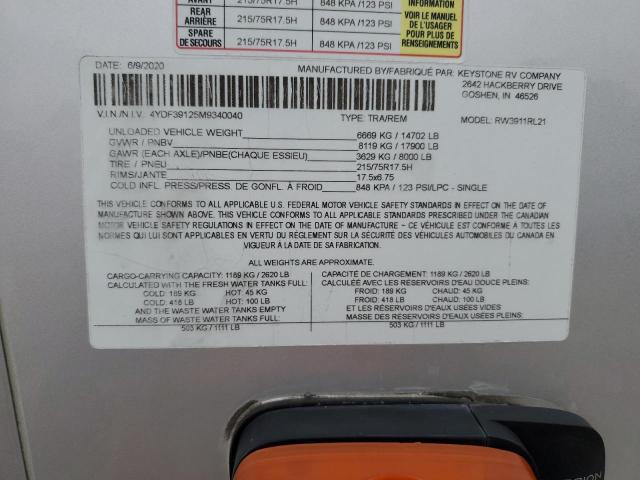 AVANT 215/75R17.5H 848 KPA /123 PSI
REAR
ARRIÈRE 215/75R17.5H 848 KPA /123 PSI
SPARE
DE SECOURS 215/75R17.5H 848 KPA /123 PSI
INFORMATION
VOIR LE MANUEL
DE L'USAGER
POUR PLUS DE
RENSEIGNEMENTS
DATE: 6/9/2020 MANUFACTURED BY/FABRIQUÉ PAR: KEYSTONE RV COMPANY
2642 HACKBERRY DRIVE
GOSHEN, IN 46526
V.I.N./N.I.V.: 4YDF39125M9340040 TYPE: TRA/REM MODEL: RW3911RL21
UNLOADED VEHICLE WEIGHT: 6669 KG / 14702 LB
GVWR / PNBV 8119 KG / 17900 LB
GAWR (EACH AXLE)/PNBE(CHAQUE ESSIEU) 3629 KG / 8000 LB
TIRE / PNEU 215/75R17.5H
RIMS/JANTE 17.5x6.75
COLD INFL. PRESS/PRESS. DE GONFL. À FROID: 848 KPA / 123 PSI/LPC - SINGLE
THIS VEHICLE CONFORMS TO ALL APPLICABLE U.S. FEDERAL MOTOR VEHICLE SAFETY STANDARDS IN EFFECT ON THE DATE OF
MANUFACTURE SHOWN ABOVE. / THIS VEHICLE CONFORMS TO ALL APPLICABLE STANDARDS PRESCRIBED UNDER THE CANADIAN
MOTOR VEHICLE SAFETY REGULATIONS IN EFFECT ON THE DATE OF MANUFACTURE - CE VÉHICULE EST CONFORME A TOUTES LES
NORMES QUI LUI SONT APPLICABLES EN VERTU DU RÈGLEMENT SUR LA SÉCURITÉ DES VÉHICULES AUTOMOBILES DU CANADA EN
VIGUEUR À LA DATE DE SA FABRICATION.
ALL WEIGHTS ARE APPROXIMATE.
CARGO-CARRYING CAPACITY: 1189 KG / 2620 LB
CALCULATED WITH THE FRESH WATER TANKS FULL:
COLD: 189 KG HOT: 45 KG
COLD: 418 LB HOT: 100 LB
AND THE WASTE WATER TANKS EMPTY
MASS OF WASTE WATER TANKS FULL:
503 KG / 1111 LB
CAPACITÉ DE CHARGEMENT: 1189 KG / 2620 LB
CALCULÉE AVEC LES RESERVOIRS D'EAU DOUCE PLEINS:
FROID: 189 KG CHAUD: 45 KG
FROID: 418 LB CHAUD: 100 LB
ET LES RÉSERVOIRS D'EAUX USÉES VIDES
MASSE DES RÉSERVOIRS D'EAUX USÉES PLEINS:
503 KG / 1111 LB